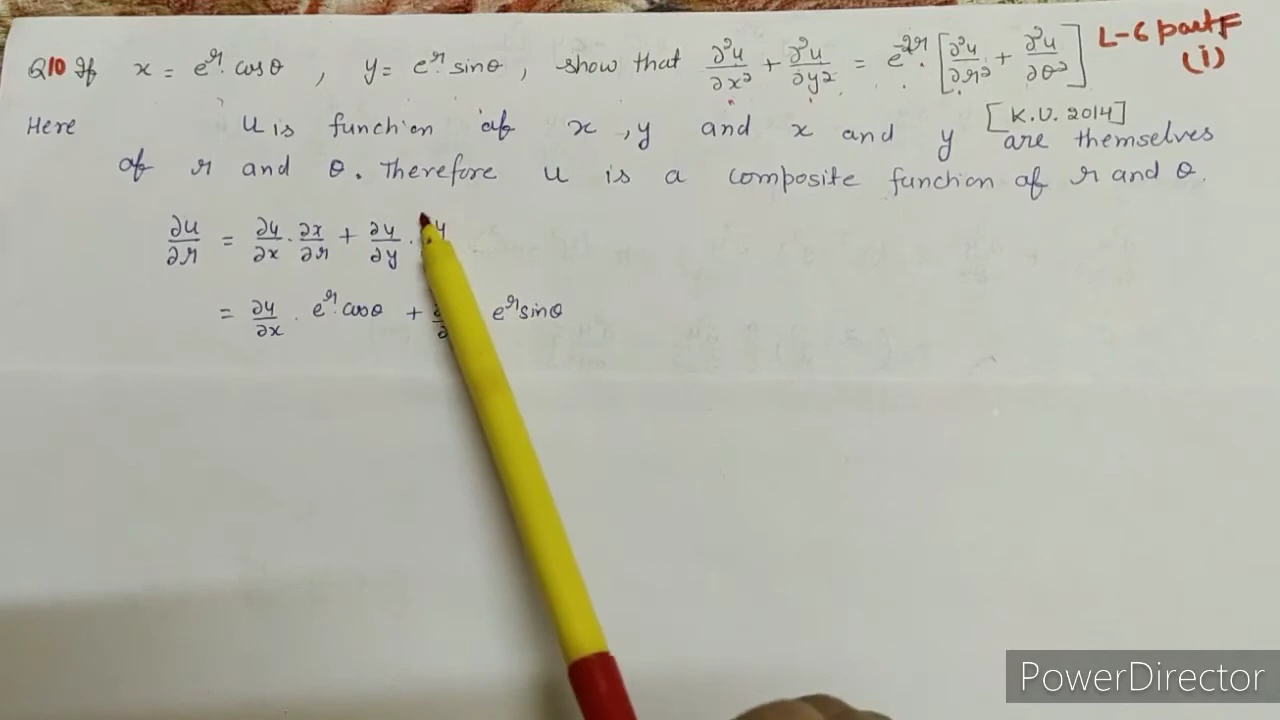 Q10 If x = e^r. cosθ , y = e^r. sinθ , show that ∂²u/∂x² + ∂²u/∂y² = e^-2r. [∂²u/∂r² + ∂²u/∂θ²] L-6 part F
(i)
[K.U. 2014]
Here u is function of x ,y and x and y are themselves
of r and θ. Therefore u is a composite function of r and θ.
∂u/∂r = ∂u/∂x . ∂x/∂r + ∂u/∂y .
= ∂u/∂x . e^r. cosθ + e^r sinθ
PowerDirector